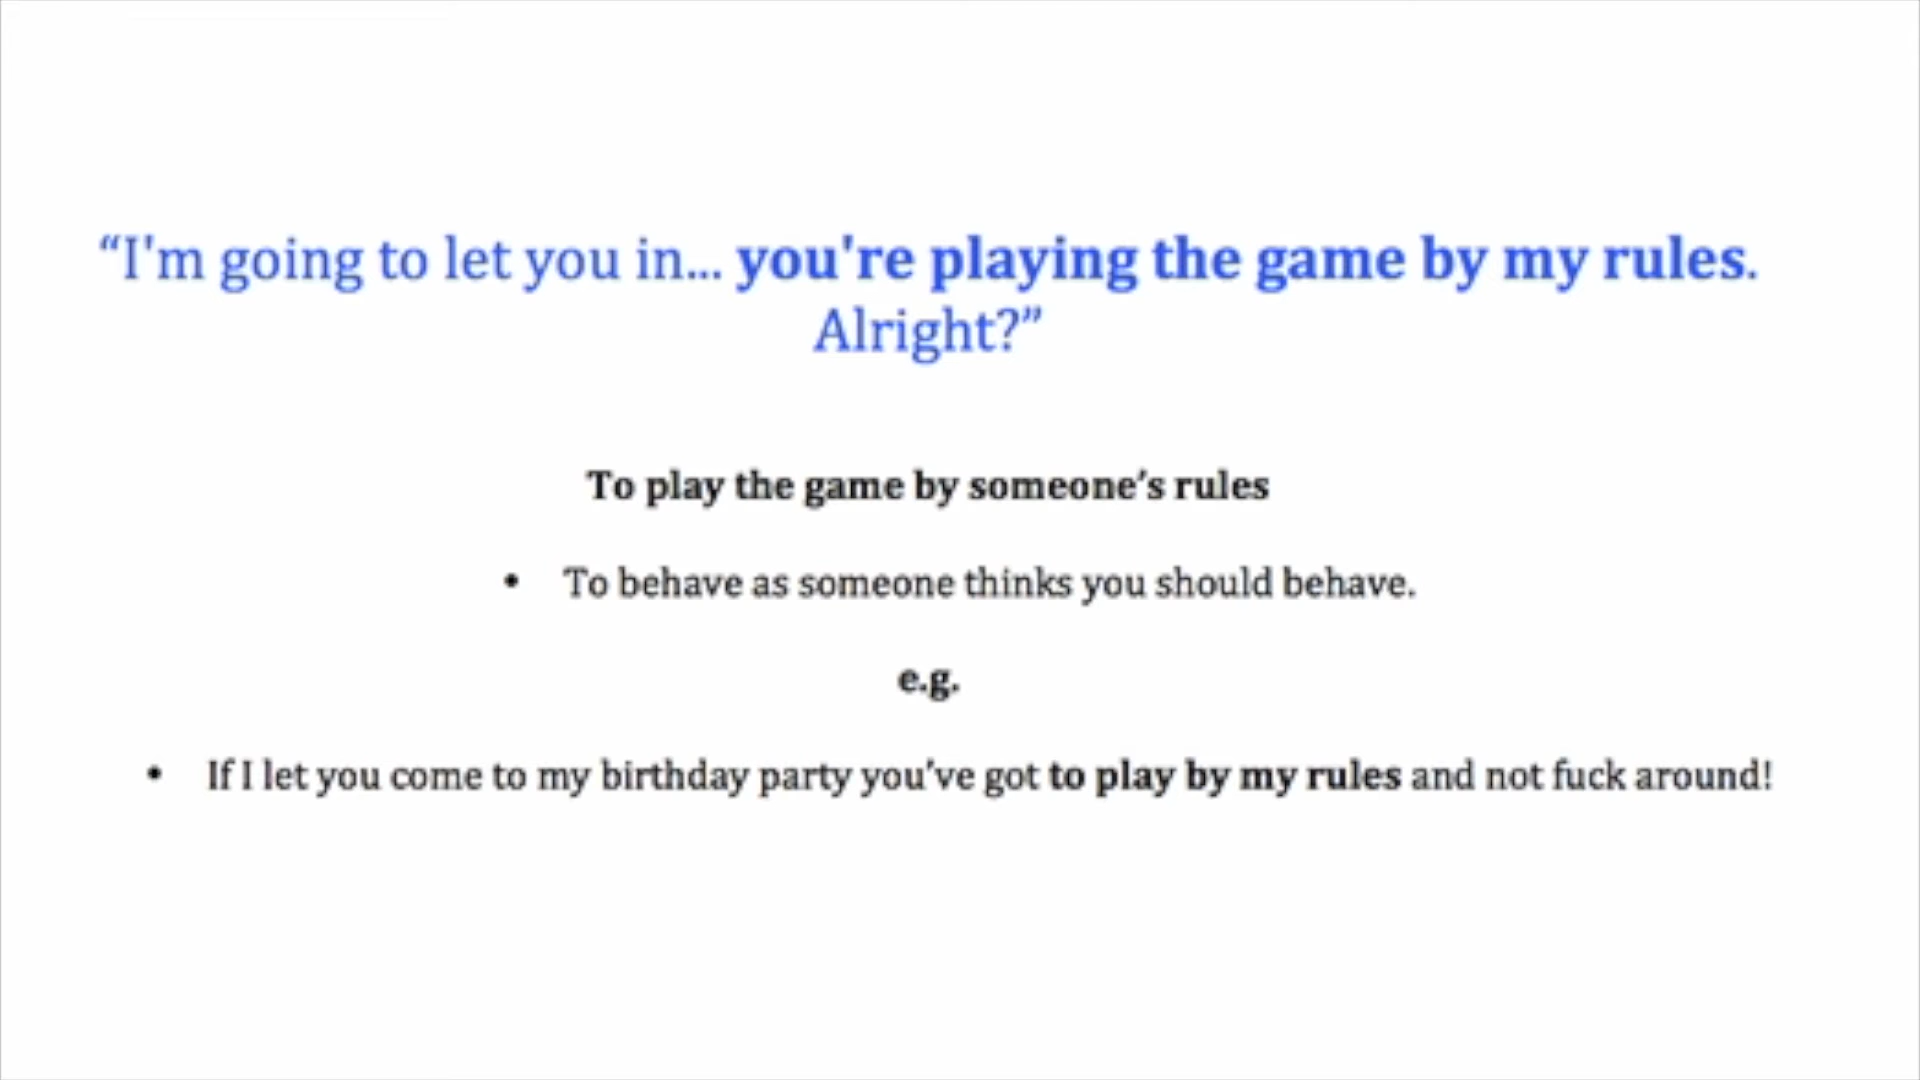 “I'm going to let you in... you're playing the game by my rules.
Alright?”
To play the game by someone’s rules
• To behave as someone thinks you should behave.
e.g.
• If I let you come to my birthday party you’ve got to play by my rules and not fuck around!